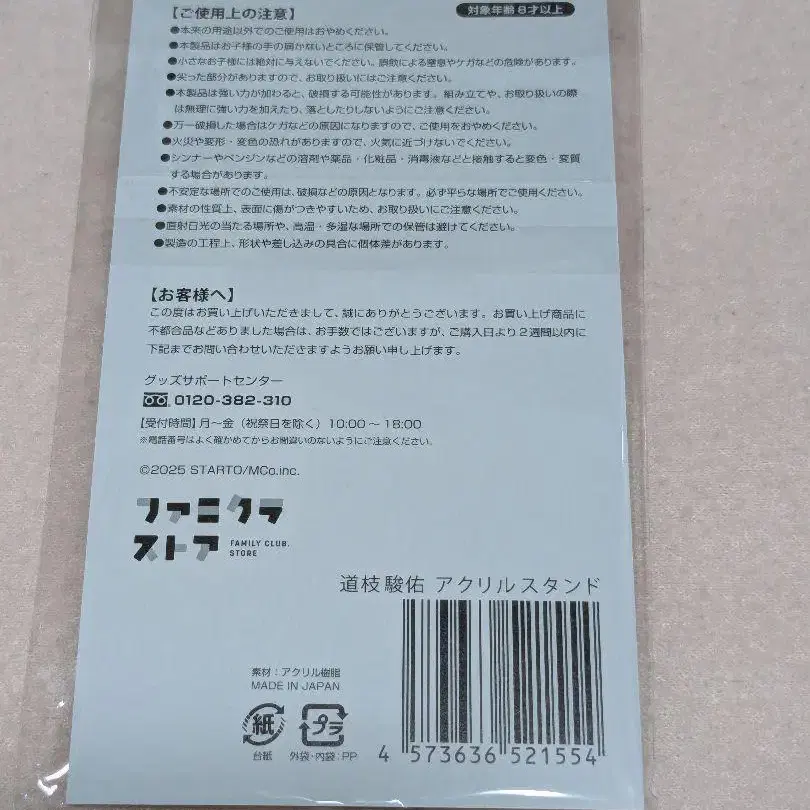 【ご使用上の注意】
対象年齢8才以上
●本来の用途以外でのご使用はおやめください。
●本製品はお子様の手の届かないところに保管してください。
●小さなお子様には絶対に与えないでください。誤飲による窒息やケガなどの危険があります。
●尖った部分がありますので、お取り扱いにはご注意ください。
●本製品は強い力が加わると、破損する可能性があります。組み立てや、お取り扱いの際
は無理に強い力を加えたり、落としたりしないようにご注意ください。
●万一破損した場合はケガなどの原因になりますので、ご使用をおやめください。
●火災や変形・変色の恐れがありますので、火気に近づけないでください。
●シンナーやベンジンなどの溶剤や薬品・化粧品・消毒液などと接触すると変色・変質
する場合があります。
●不安定な場所でのご使用は、破損などの原因となります。必ず平らな場所でご使用ください。
●素材の性質上、表面に傷がつきやすいため、お取り扱いにご注意ください。
●直射日光の当たる場所や、高温・多湿な場所での保管は避けてください。
●製造の工程上、形状や差し込みの具合に個体差があります。
【お客様へ】
この度はお買い上げいただきまして、誠にありがとうございます。お買い上げ商品に
不都合品などありました場合は、お手数ではございますが、ご購入日より2週間以内に
下記までお問い合わせいただきますようお願い申し上げます。
グッズサポートセンター
0120-382-310
【受付時間】月～金（祝祭日を除く）10:00～18:00
※電話番号はよく確かめてからお間違いのないようにご注意ください。
©2025 STARTO/MCo.inc.
ファミクラ
ストア
FAMILY CLUB.
STORE
道枝駿佑 アクリルスタンド
素材：アクリル樹脂
MADE IN JAPAN
紙
プラ
台紙
外袋・内袋：PP
4 573636 521554